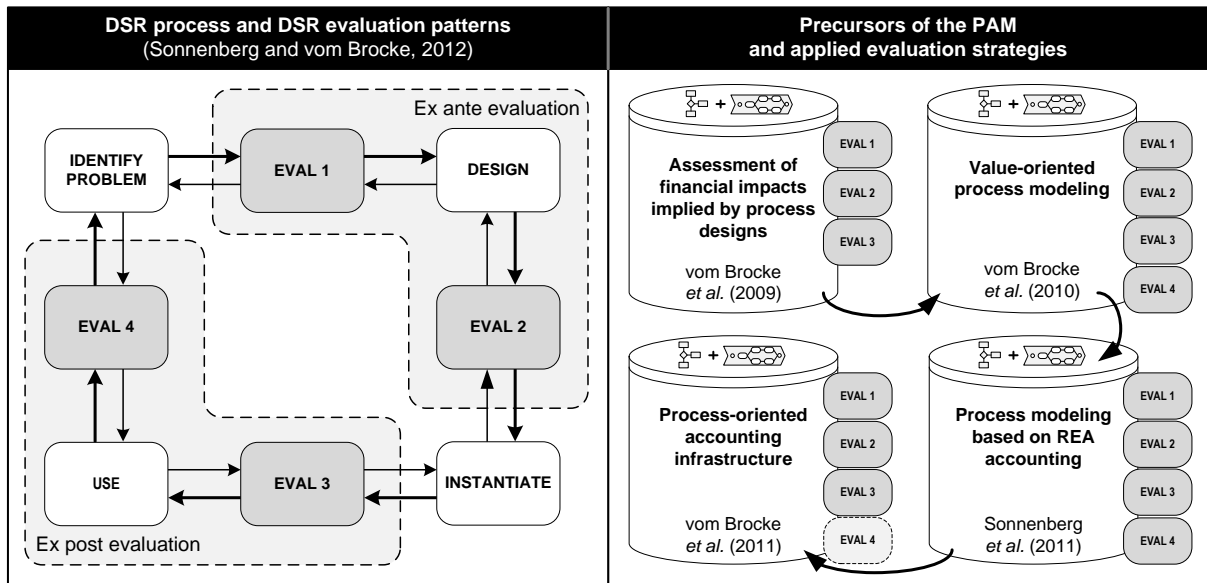 DSR process and DSR evaluation patterns
(Sonnenberg and vom Brocke, 2012)
Ex ante evaluation
IDENTIFY
PROBLEM
EVAL 1
DESIGN
EVAL 4
EVAL 2
USE
EVAL 3
INSTANTIATE
Ex post evaluation
Precursors of the PAM
and applied evaluation strategies
+
Assessment of
financial impacts
implied by process
designs
vom Brocke
et al. (2009)
EVAL 1
EVAL 2
EVAL 3
+
Value-oriented
process modeling
vom Brocke
et al. (2010)
EVAL 1
EVAL 2
EVAL 3
EVAL 4
+
Process-oriented
accounting
infrastructure
vom Brocke
et al. (2011)
EVAL 1
EVAL 2
EVAL 3
EVAL 4
+
Process modeling
based on REA
accounting
Sonnenberg
et al. (2011)
EVAL 1
EVAL 2
EVAL 3
EVAL 4